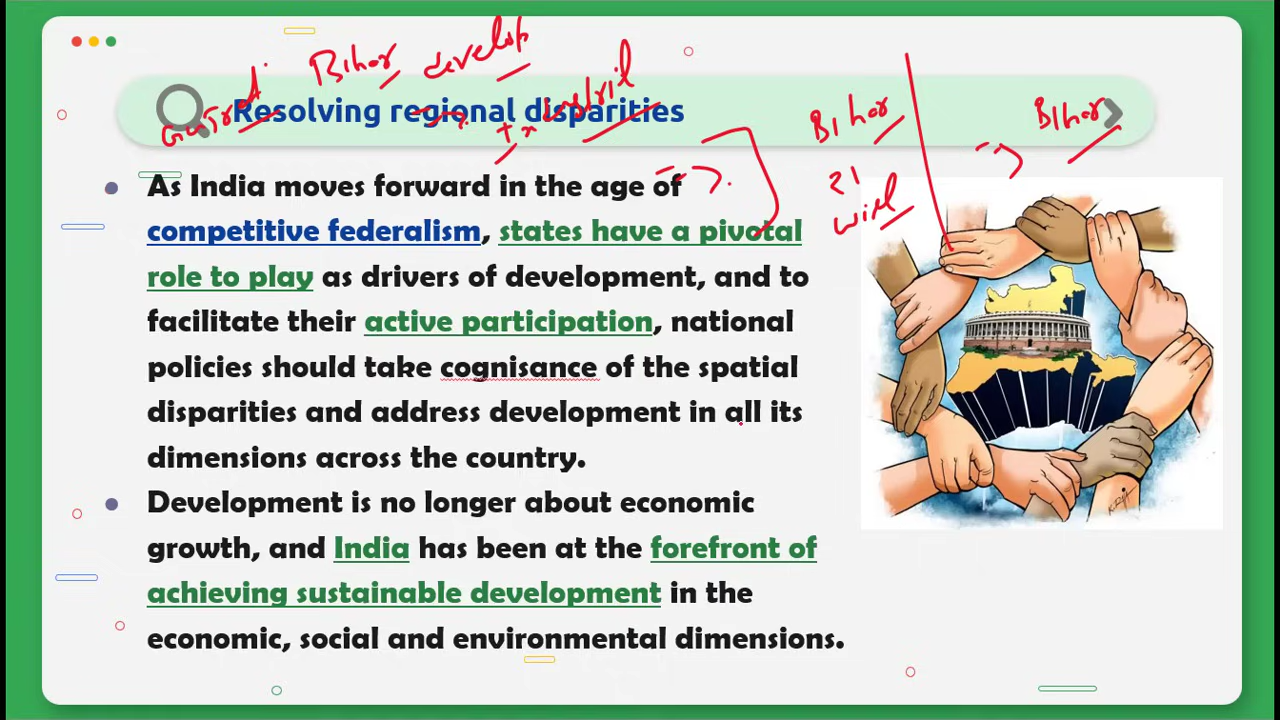 Bihar develop
Gujrat
Resolving regional disparities
Bihar
Bihar
21
will
As India moves forward in the age of
competitive federalism, states have a pivotal
role to play as drivers of development, and to
facilitate their active participation, national
policies should take cognisance of the spatial
disparities and address development in all its
dimensions across the country.
Development is no longer about economic
growth, and India has been at the forefront of
achieving sustainable development in the
economic, social and environmental dimensions.